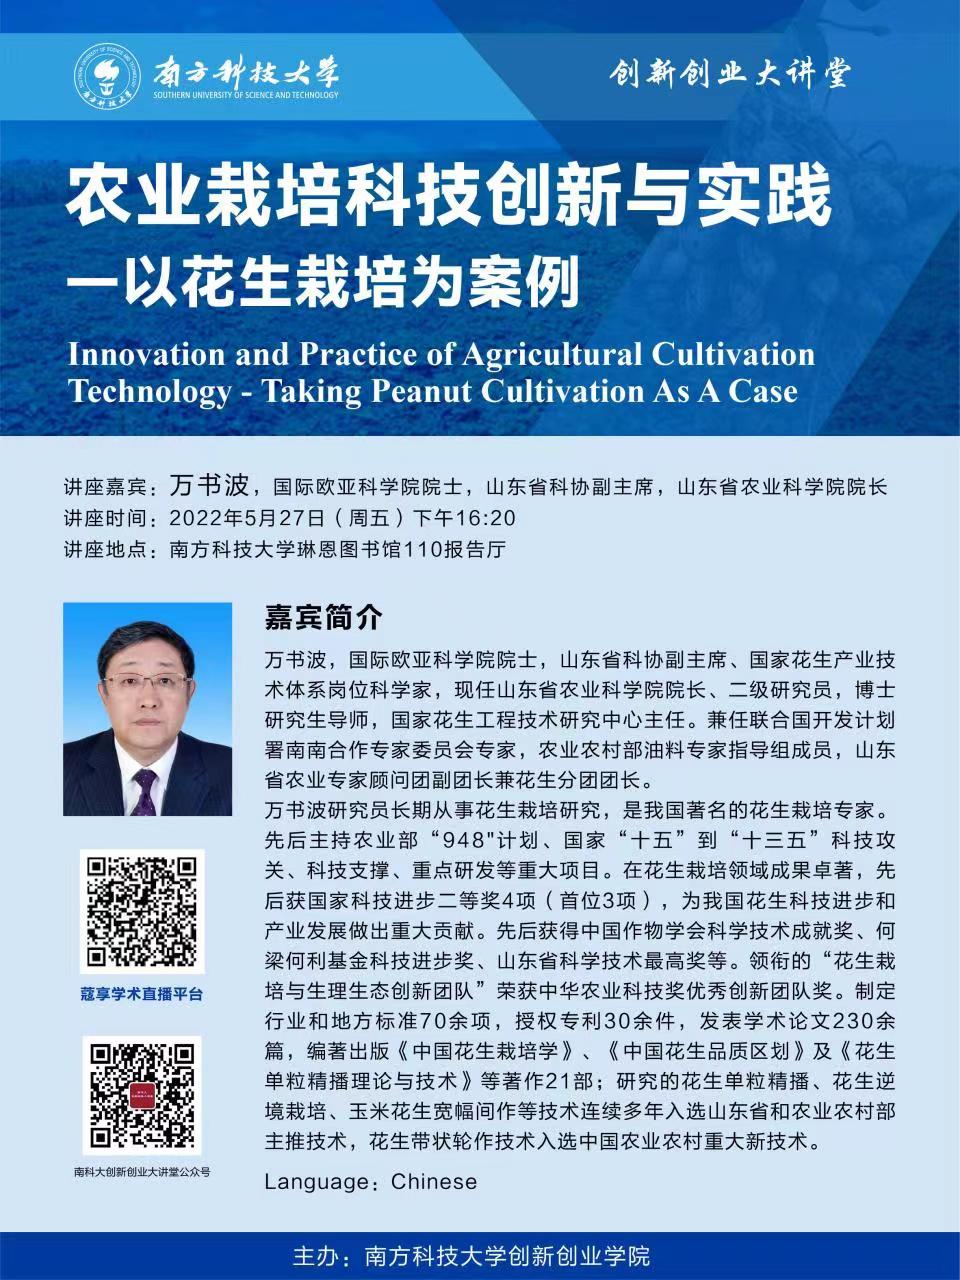 南方科技大学
SOUTHERN UNIVERSITY OF SCIENCE AND TECHNOLOGY
创新创业大讲堂
农业栽培科技创新与实践
—以花生栽培为案例
Innovation and Practice of Agricultural Cultivation
Technology - Taking Peanut Cultivation As A Case
讲座嘉宾：万书波，国际欧亚科学院院士，山东省科协副主席，山东省农业科学院院长
讲座时间：2022年5月27日（周五）下午16:20
讲座地点：南方科技大学琳恩图书馆110报告厅
嘉宾简介
万书波，国际欧亚科学院院士，山东省科协副主席、国家花生产业技
术体系岗位科学家，现任山东省农业科学院院长、二级研究员，博士
研究生导师，国家花生工程技术研究中心主任。兼任联合国开发计划
署南南合作专家委员会专家，农业农村部油料专家指导组成员，山东
省农业专家顾问团副团长兼花生分团团长。
万书波研究员长期从事花生栽培研究，是我国著名的花生栽培专家。
先后主持农业部“948"计划、国家“十五”到“十三五”科技攻
关、科技支撑、重点研发等重大项目。在花生栽培领域成果卓著，先
后获国家科技进步二等奖4项（首位3项），为我国花生科技进步和
产业发展做出重大贡献。先后获得中国作物学会科学技术成就奖、何
梁何利基金科技进步奖、山东省科学技术最高奖等。领衔的“花生栽
培与生理生态创新团队”荣获中华农业科技奖优秀创新团队奖。制定
行业和地方标准70余项，授权专利30余件，发表学术论文230余
篇，编著出版《中国花生栽培学》、《中国花生品质区划》及《花生
单粒精播理论与技术》等著作21部；研究的花生单粒精播、花生逆
境栽培、玉米花生宽幅间作等技术连续多年入选山东省和农业农村部
主推技术，花生带状轮作技术入选中国农业农村重大新技术。
Language：Chinese
蔻享学术直播平台
南科大创新创业大讲堂公众号
主办：南方科技大学创新创业学院